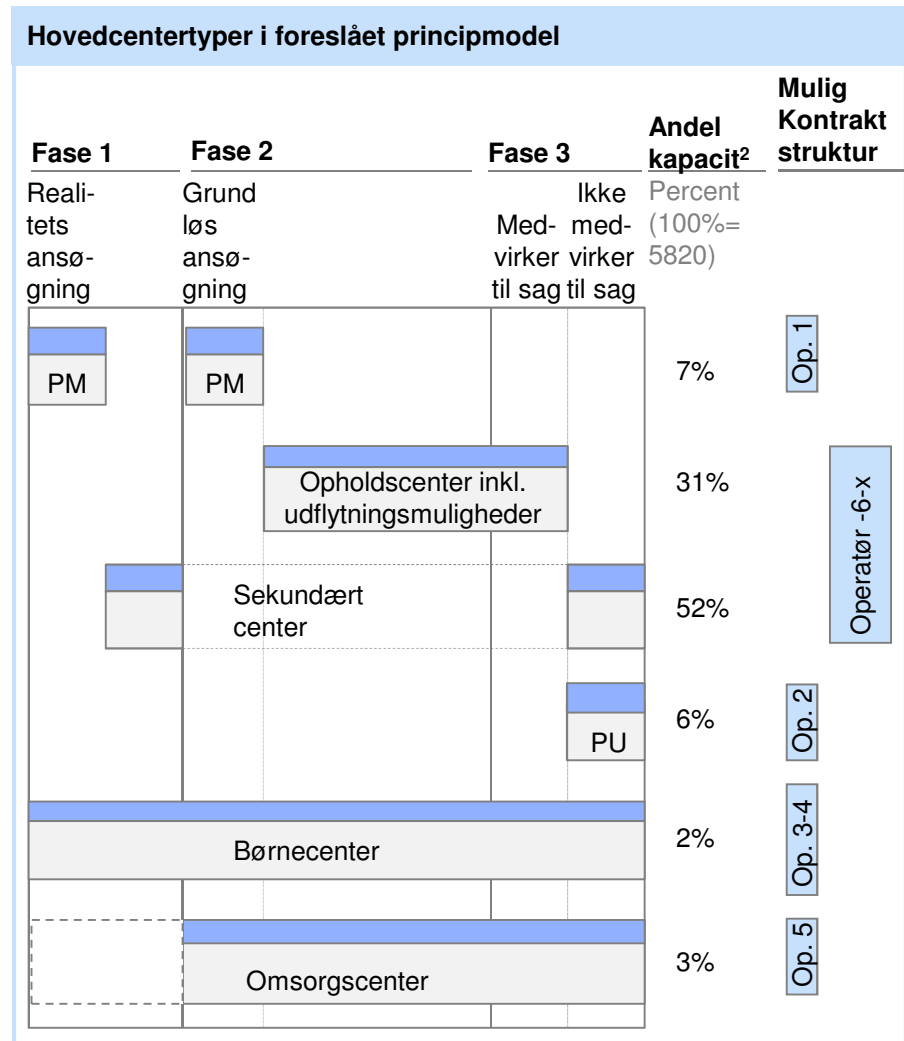 Hovedcentertyper i foreslået principmodel
Mulig
Kontrakt
struktur
Andel
kapacit²
Fase 1
Fase 2
Fase 3
Reali-
tets
ansø-
gning
Grund
løs
ansø-
gning
Med-
virker
til sag
Ikke
med-
virker
til sag
Percent
(100%=
5820)
PM
PM
7%
Op. 1
Opholdscenter inkl.
udflytningsmuligheder
31%
Operatør -6-x
Sekundært
center
52%
PU
6%
Op. 2
Børnecenter
2%
Op. 3-4
Omsorgscenter
3%
Op. 5